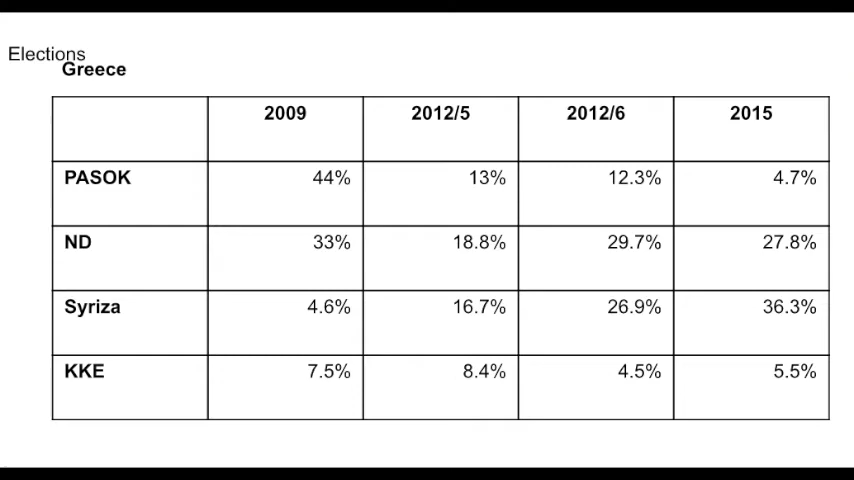 Elections
Greece
2009 2012/5 2012/6 2015
PASOK 44% 13% 12.3% 4.7%
ND 33% 18.8% 29.7% 27.8%
Syriza 4.6% 16.7% 26.9% 36.3%
KKE 7.5% 8.4% 4.5% 5.5%